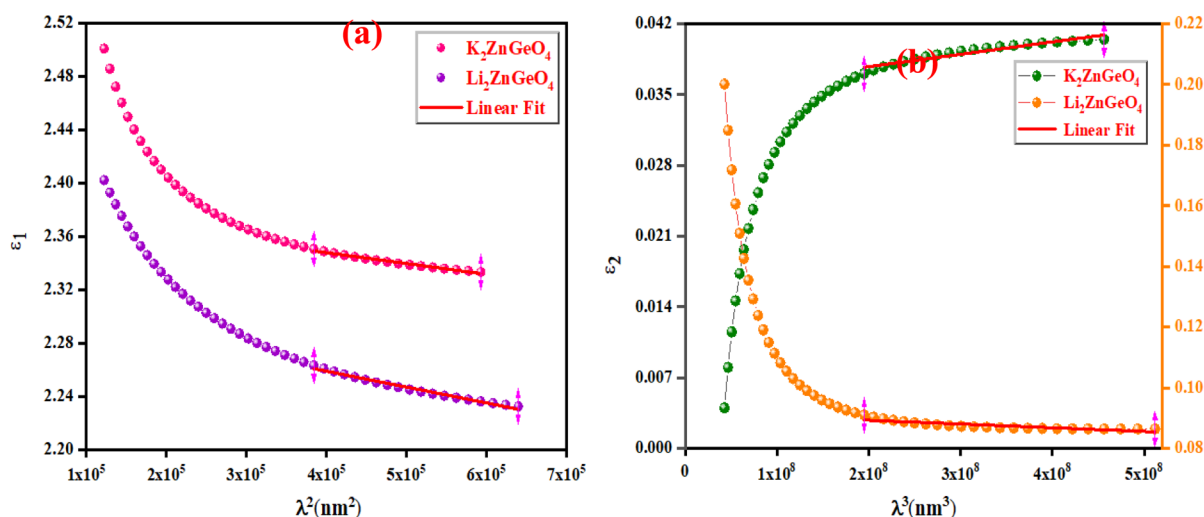 (a)
2.52
2.48
2.44
2.40
2.36
2.32
2.28
2.24
2.20
ε₁
K₂ZnGeO₄
Li₂ZnGeO₄
Linear Fit
1x10⁵
2x10⁵
3x10⁵
4x10⁵
5x10⁵
6x10⁵
7x10⁵
λ²(nm²)
(b)
0.042
0.035
0.028
0.021
0.014
0.007
0.000
ε₂
K₂ZnGeO₄
Li₂ZnGeO₄
Linear Fit
0.22
0.20
0.18
0.16
0.14
0.12
0.10
0.08
0
1x10⁸
2x10⁸
3x10⁸
4x10⁸
5x10⁸
λ³(nm³)